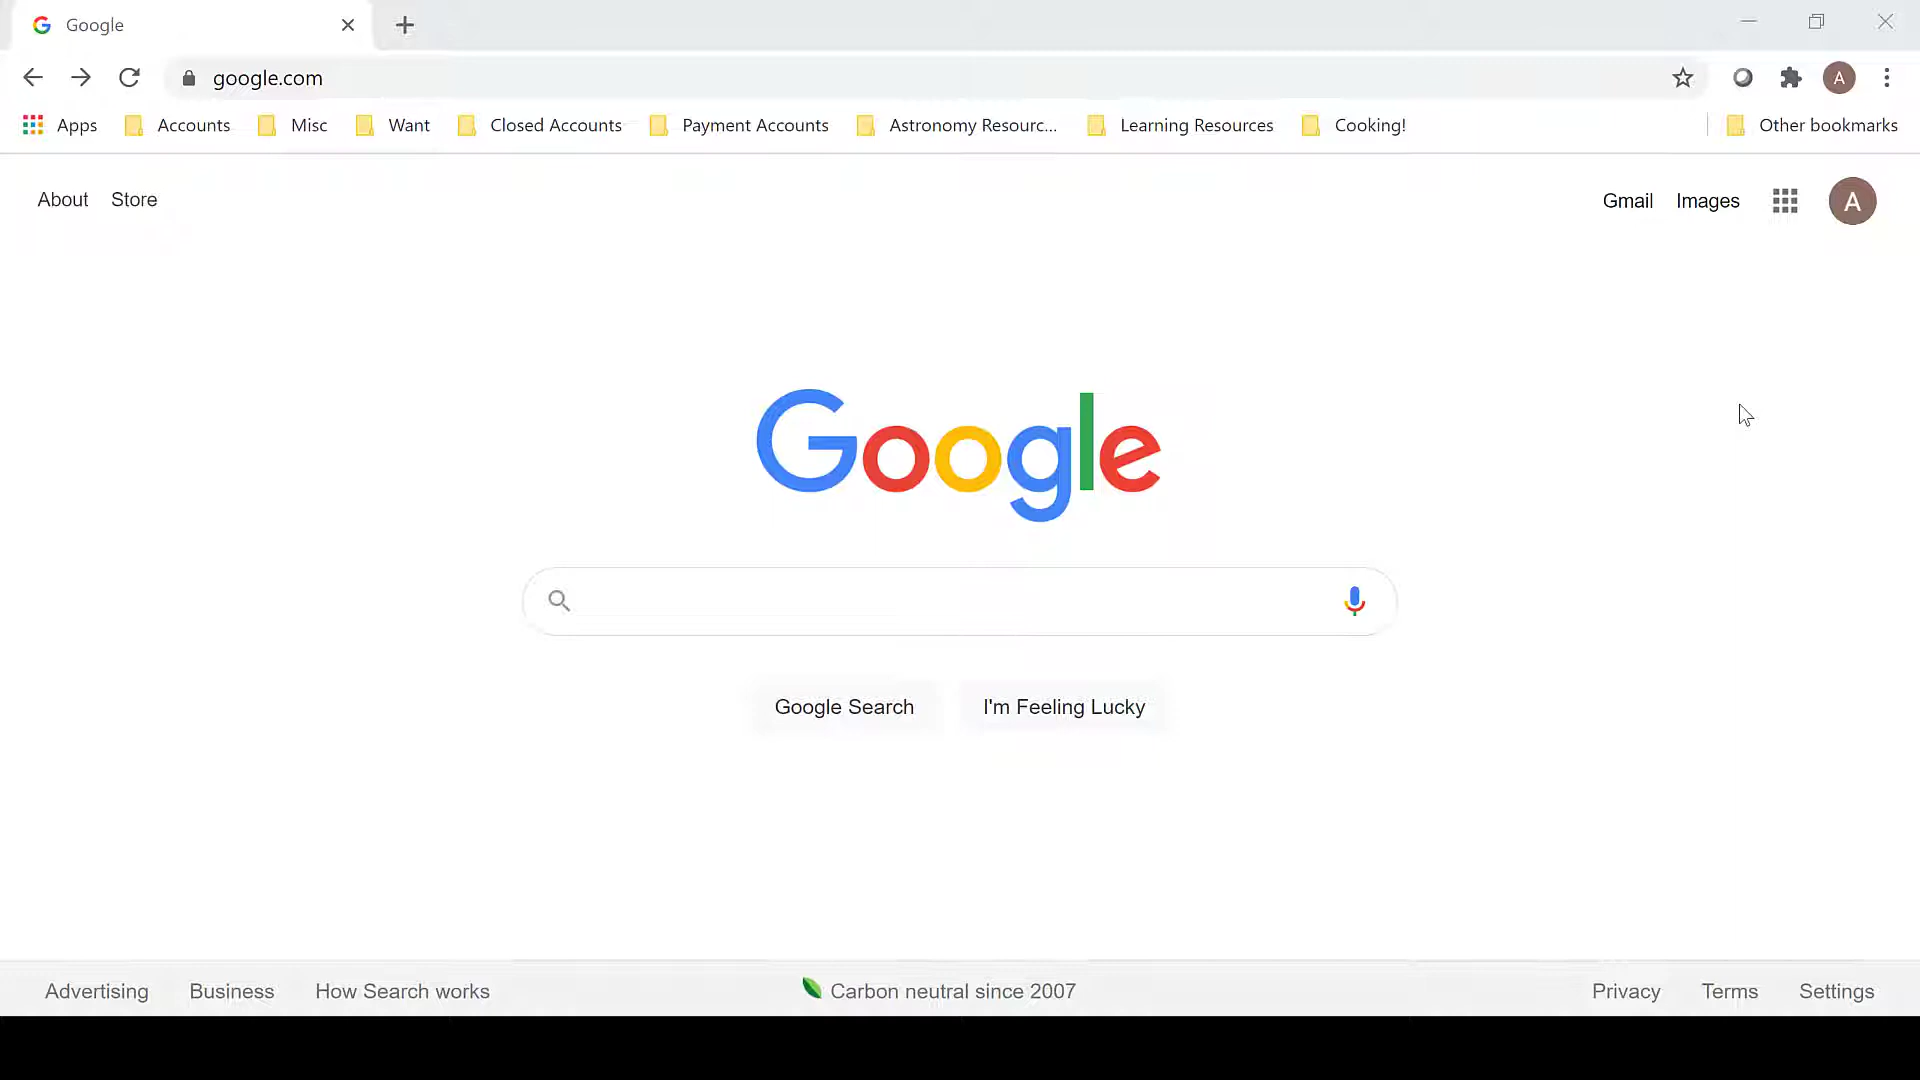 Google
google.com
A
Apps Accounts Misc Want Closed Accounts Payment Accounts Astronomy Resourc... Learning Resources Cooking! Other bookmarks
About Store Gmail Images A
Google
Google Search I'm Feeling Lucky
Advertising Business How Search works Carbon neutral since 2007 Privacy Terms Settings